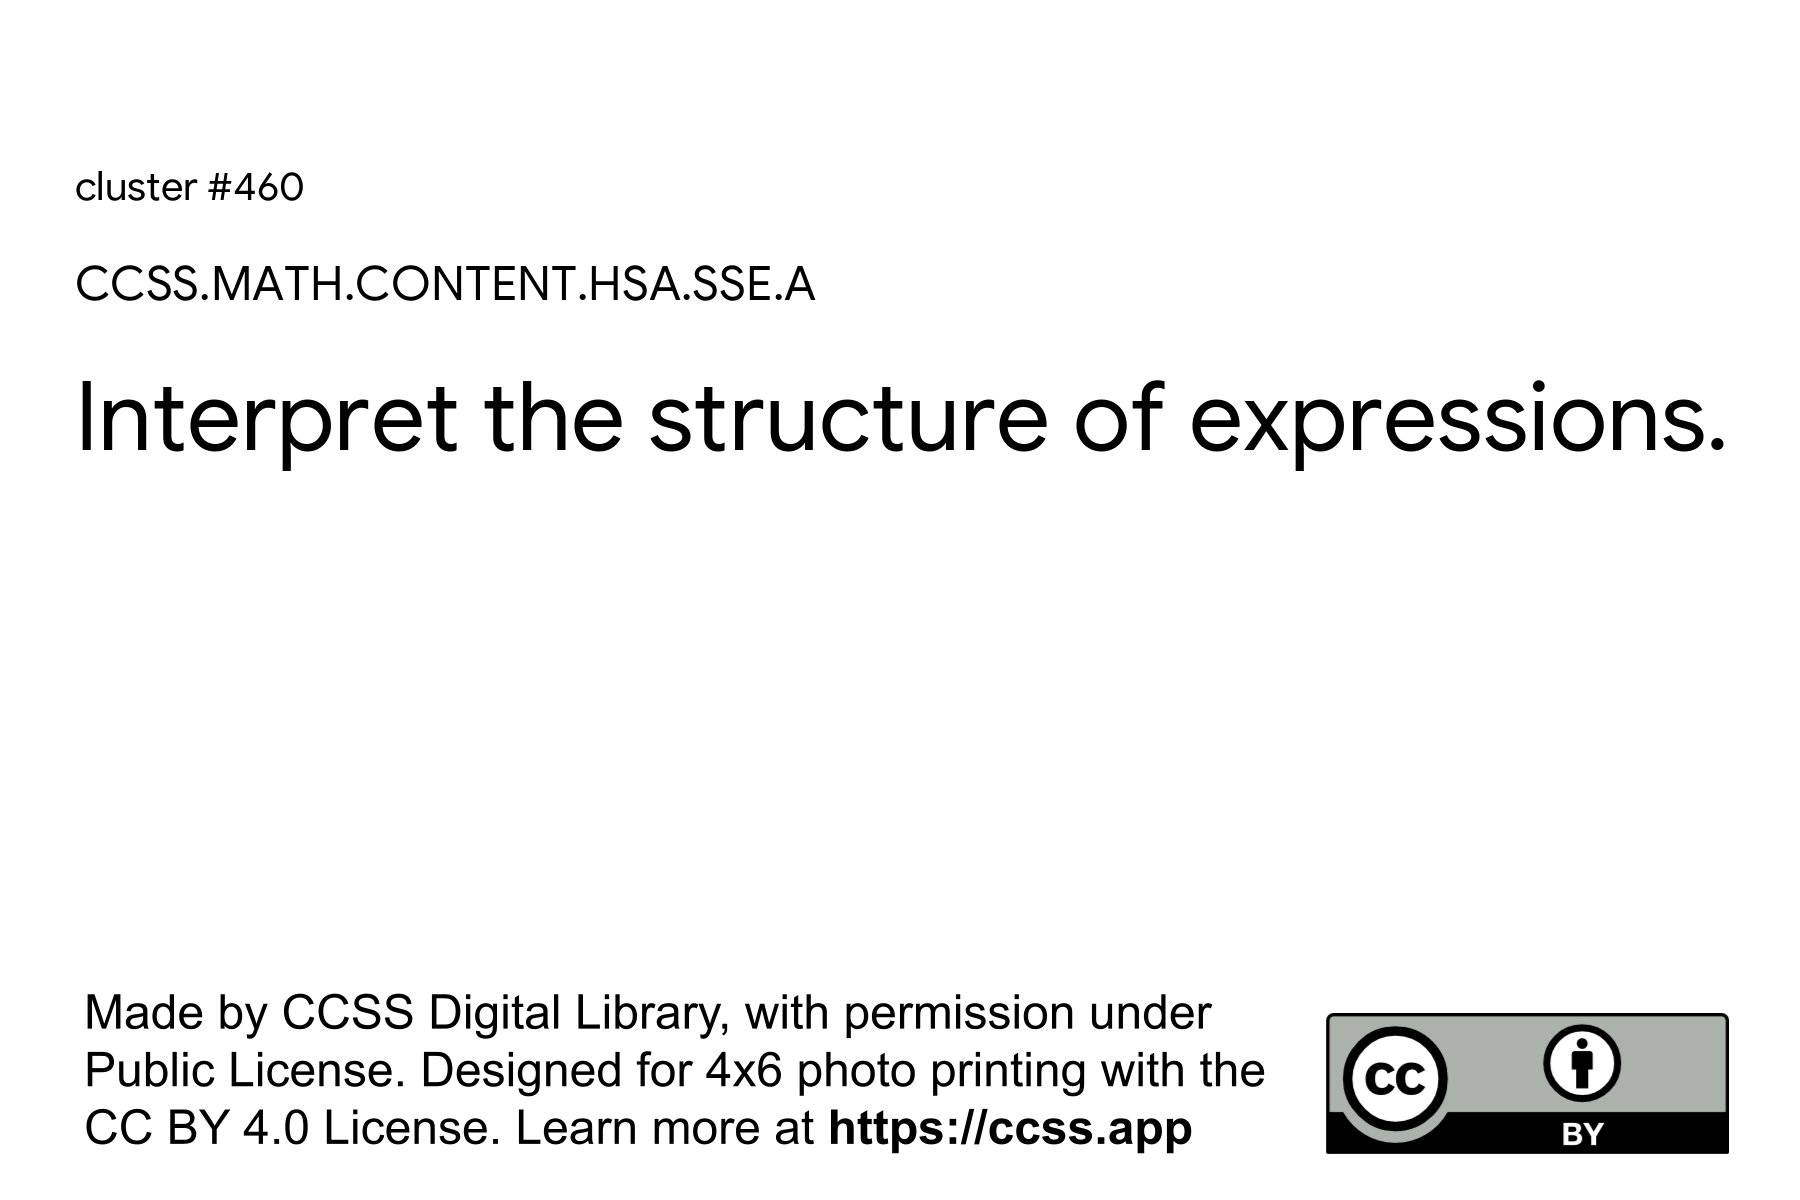 cluster #460
CCSS.MATH.CONTENT.HSA.SSE.A
Interpret the structure of expressions.
Made by CCSS Digital Library, with permission under
Public License. Designed for 4x6 photo printing with the
CC BY 4.0 License. Learn more at https://ccss.app
CC
BY